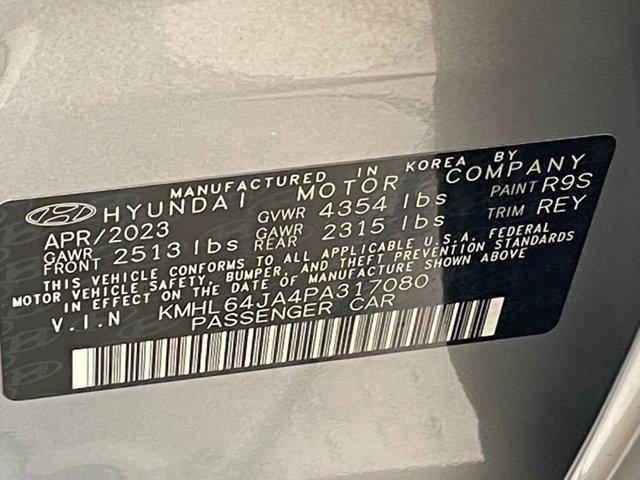 MANUFACTURED IN KOREA BY
HYUNDAI MOTOR COMPANY
APR/2023 GVWR 4354 lbs PAINT R9S
GAWR FRONT 2513 lbs GAWR REAR 2315 lbs TRIM REY
THIS VEHICLE CONFORMS TO ALL APPLICABLE U.S.A. FEDERAL
MOTOR VEHICLE SAFETY, BUMPER, AND THEFT PREVENTION STANDARDS
IN EFFECT ON THE DATE OF MANUFACTURE SHOWN ABOVE
V.I.N KMHL64JA4PA317080
PASSENGER CAR